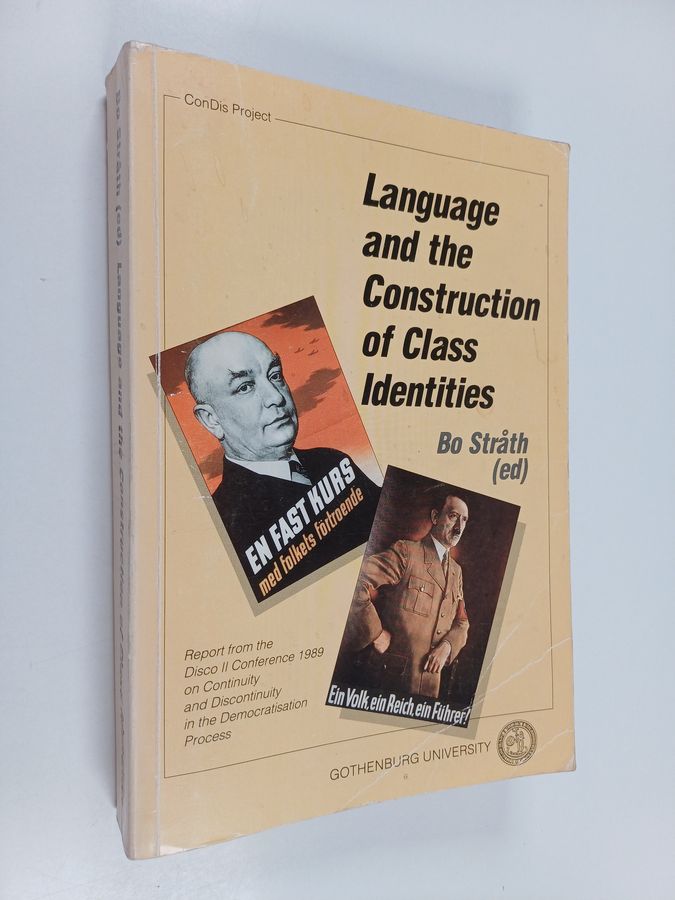 ConDis Project
Language
and the
Construction
of Class
Identities
Bo Stråth
(ed)
EN FAST KURS
med folkets förtroende
Ein Volk, ein Reich, ein Führer!
Report from the
Disco II Conference 1989
on Continuity
and Discontinuity
in the Democratisation
Process
GOTHENBURG UNIVERSITY
Bo Stråth (ed) Language and the Construction of Class Identities